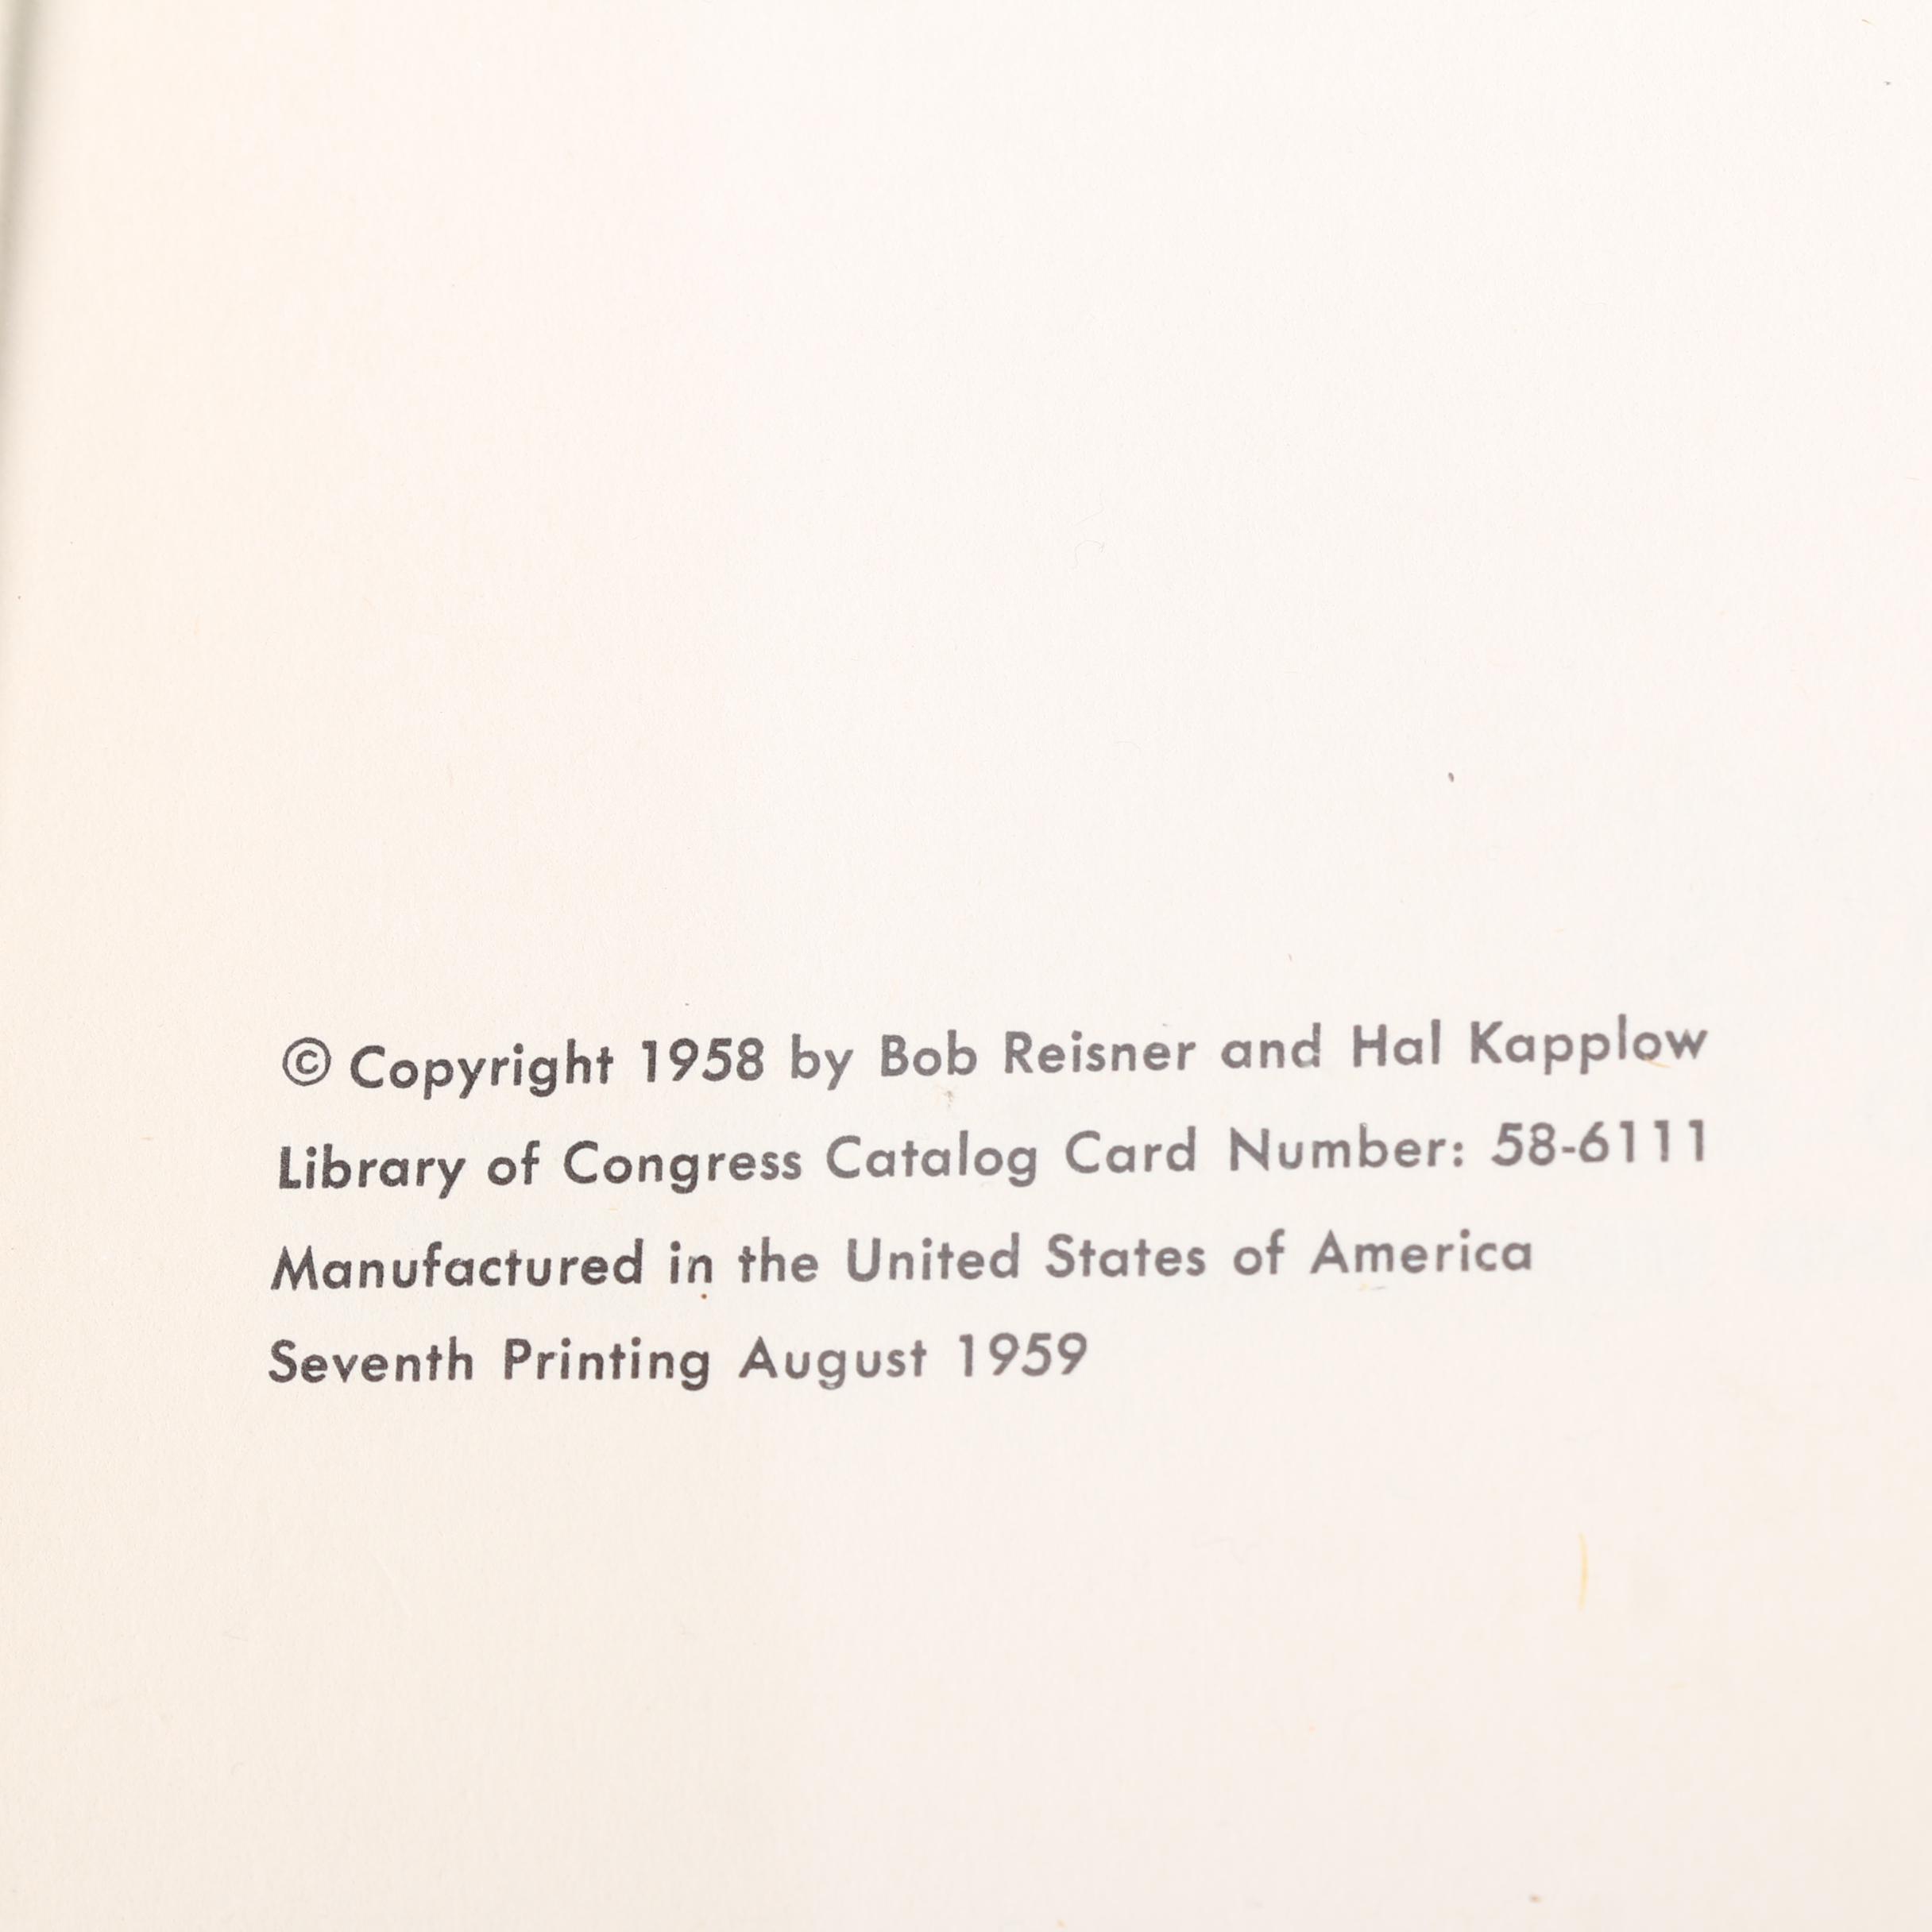 © Copyright 1958 by Bob Reisner and Hal Kapplow
Library of Congress Catalog Card Number: 58-6111
Manufactured in the United States of America
Seventh Printing August 1959